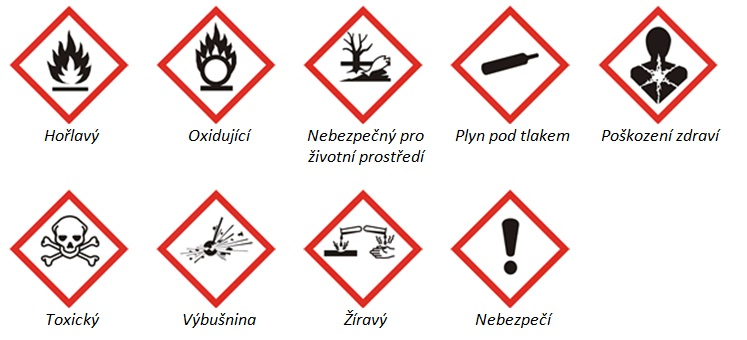 Hořlavý
Oxidující
Nebezpečný pro
životní prostředí
Plyn pod tlakem
Poškození zdraví
Toxický
Výbušnina
Žíravý
Nebezpečí